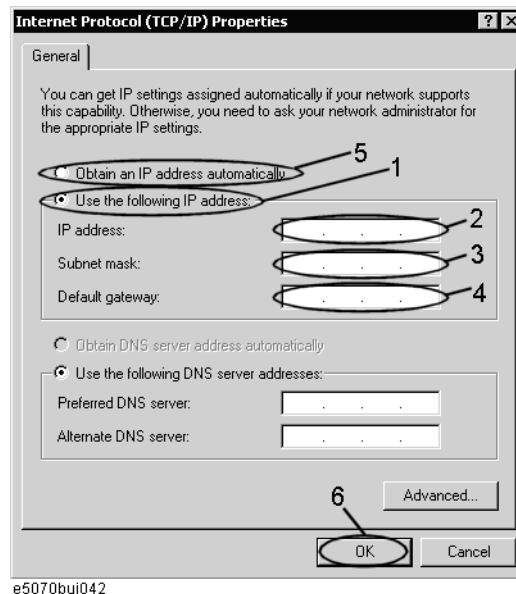 Internet Protocol (TCP/IP) Properties
General
You can get IP settings assigned automatically if your network supports
this capability. Otherwise, you need to ask your network administrator for
the appropriate IP settings.
5
Obtain an IP address automatically
1
Use the following IP address:
IP address:
2
Subnet mask:
3
Default gateway:
4
Obtain DNS server address automatically
Use the following DNS server addresses:
Preferred DNS server:
Alternate DNS server:
6
Advanced...
OK
Cancel
e5070bui042